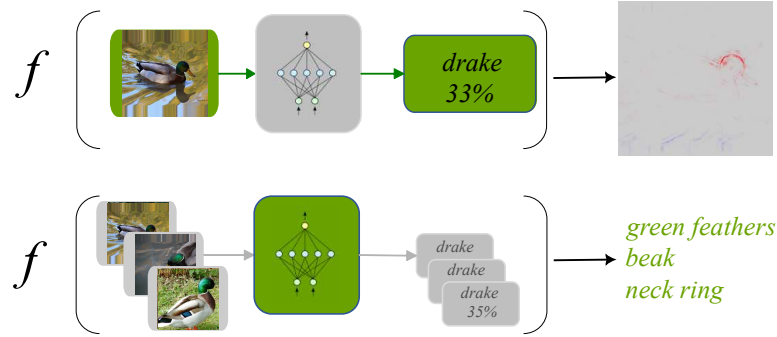 f
drake
33%
f
drake
drake
drake
35%
green feathers
beak
neck ring